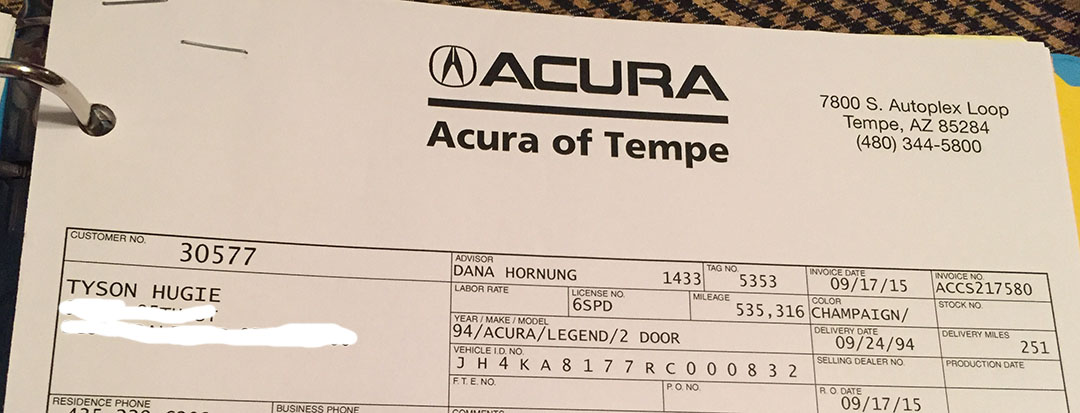 ACURA
Acura of Tempe
7800 S. Autoplex Loop
Tempe, AZ 85284
(480) 344-5800
CUSTOMER NO. 30577
TYSON HUGIE
ADVISOR
DANA HORNUNG 1433
TAG NO. 5353
INVOICE DATE
09/17/15
INVOICE NO.
ACCS217580
LABOR RATE
LICENSE NO.
6SPD
MILEAGE
535,316
COLOR
CHAMPAIGN/
STOCK NO.
YEAR / MAKE / MODEL
94/ACURA/LEGEND/2 DOOR
DELIVERY DATE
09/24/94
DELIVERY MILES
251
VEHICLE I.D. NO.
JH4KA8177RC000832
SELLING DEALER NO.
PRODUCTION DATE
F. T. E. NO.
P. O. NO.
R. O. DATE
09/17/15
RESIDENCE PHONE
BUSINESS PHONE
COMMENTS